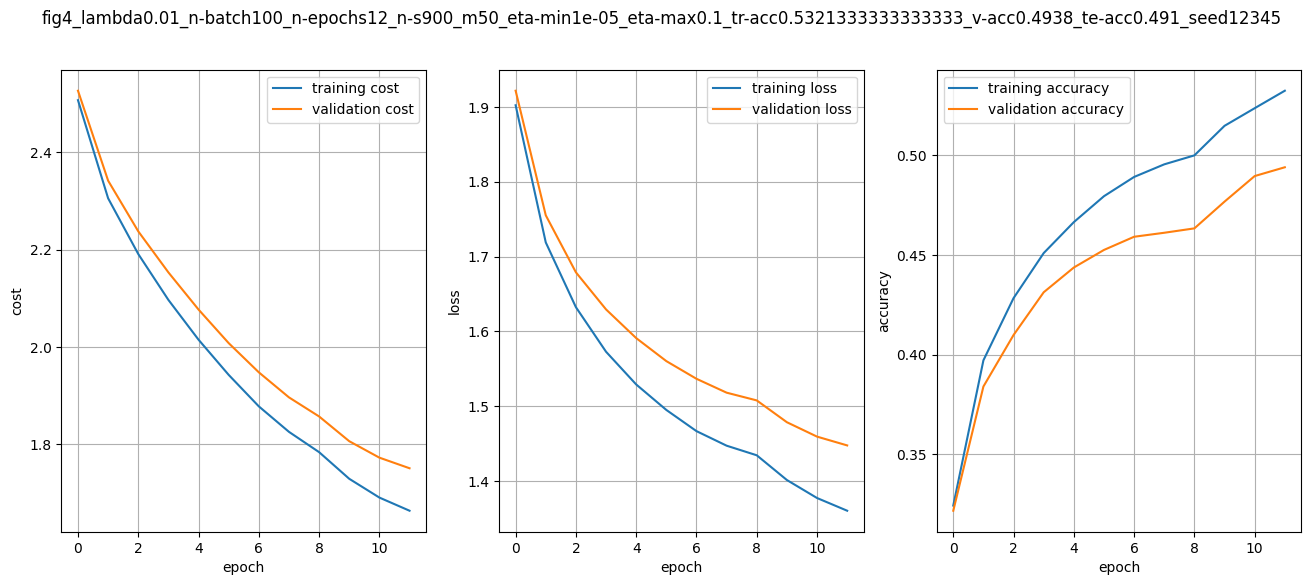 fig4_lambda0.01_n-batch100_n-epochs12_n-s900_m50_eta-min1e-05_eta-max0.1_tr-acc0.5321333333333333_v-acc0.4938_te-acc0.491_seed12345
training cost
validation cost
2.4
2.2
2.0
1.8
cost
0 2 4 6 8 10
epoch
training loss
validation loss
1.9
1.8
1.7
1.6
1.5
1.4
loss
0 2 4 6 8 10
epoch
training accuracy
validation accuracy
0.50
0.45
0.40
0.35
accuracy
0 2 4 6 8 10
epoch